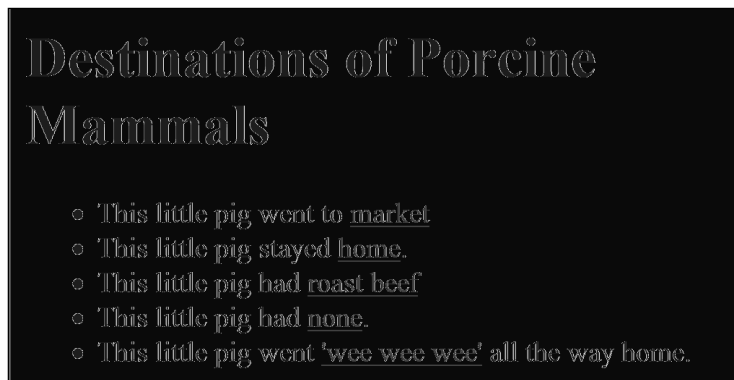 Destinations of Porcine
Mammals
This little pig went to market
This little pig stayed home.
This little pig had roast beef
This little pig had none.
This little pig went 'wee wee wee' all the way home.